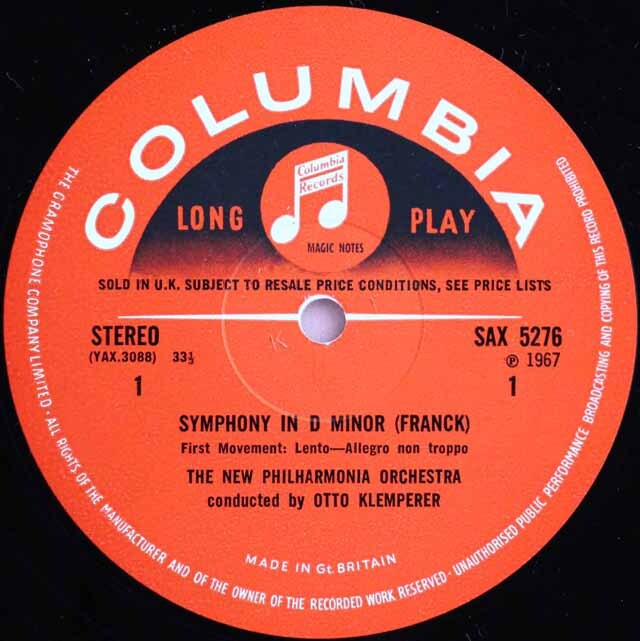 COLUMBIA
Columbia
Records
LONG PLAY
MAGIC NOTES
SOLD IN U.K. SUBJECT TO RESALE PRICE CONDITIONS, SEE PRICE LISTS
STEREO SAX 5276
(YAX.3088) 33⅓ ℗ 1967
1 1
K
SYMPHONY IN D MINOR (FRANCK)
First Movement: Lento—Allegro non troppo
THE NEW PHILHARMONIA ORCHESTRA
conducted by OTTO KLEMPERER
MADE IN Gt. BRITAIN
THE GRAMOPHONE COMPANY LIMITED · ALL RIGHTS OF THE MANUFACTURER AND OF THE OWNER OF THE RECORDED WORK RESERVED · UNAUTHORISED PUBLIC PERFORMANCE BROADCASTING AND COPYING OF THIS RECORD PROHIBITED